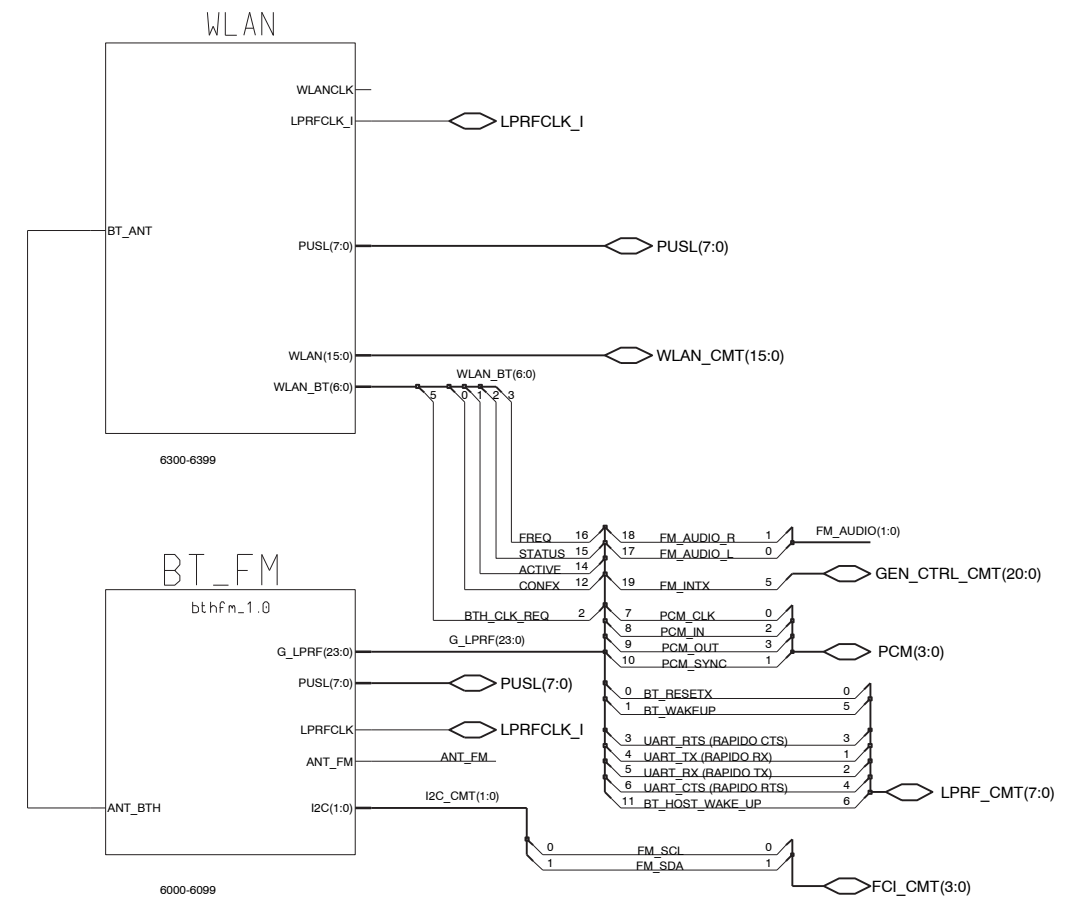 WLAN
WLANCLK
LPRFCLK_I
LPRFCLK_I
BT_ANT
PUSL(7:0)
PUSL(7:0)
WLAN(15:0)
WLAN_CMT(15:0)
WLAN_BT(6:0)
WLAN_BT(6:0)
5 0 1 2 3
6300-6399
FREQ 16 18 FM_AUDIO_R 1 FM_AUDIO(1:0)
STATUS 15 17 FM_AUDIO_L 0
ACTIVE 14
CONFX 12 19 FM_INTX 5 GEN_CTRL_CMT(20:0)
BTH_CLK_REQ 2 7 PCM_CLK 0
8 PCM_IN 2
9 PCM_OUT 3 PCM(3:0)
10 PCM_SYNC 1
BT_FM
bthfm_1.0
G_LPRF(23:0)
G_LPRF(23:0)
PUSL(7:0)
PUSL(7:0)
0 BT_RESETX 0
1 BT_WAKEUP 5
LPRFCLK
LPRFCLK_I
3 UART_RTS (RAPIDO CTS) 3
4 UART_TX (RAPIDO RX) 1
ANT_FM
ANT_FM
5 UART_RX (RAPIDO TX) 2
6 UART_CTS (RAPIDO RTS) 4
LPRF_CMT(7:0)
11 BT_HOST_WAKE_UP 6
ANT_BTH
I2C(1:0)
I2C_CMT(1:0)
0 FM_SCL 0
1 FM_SDA 1
FCI_CMT(3:0)
6000-6099